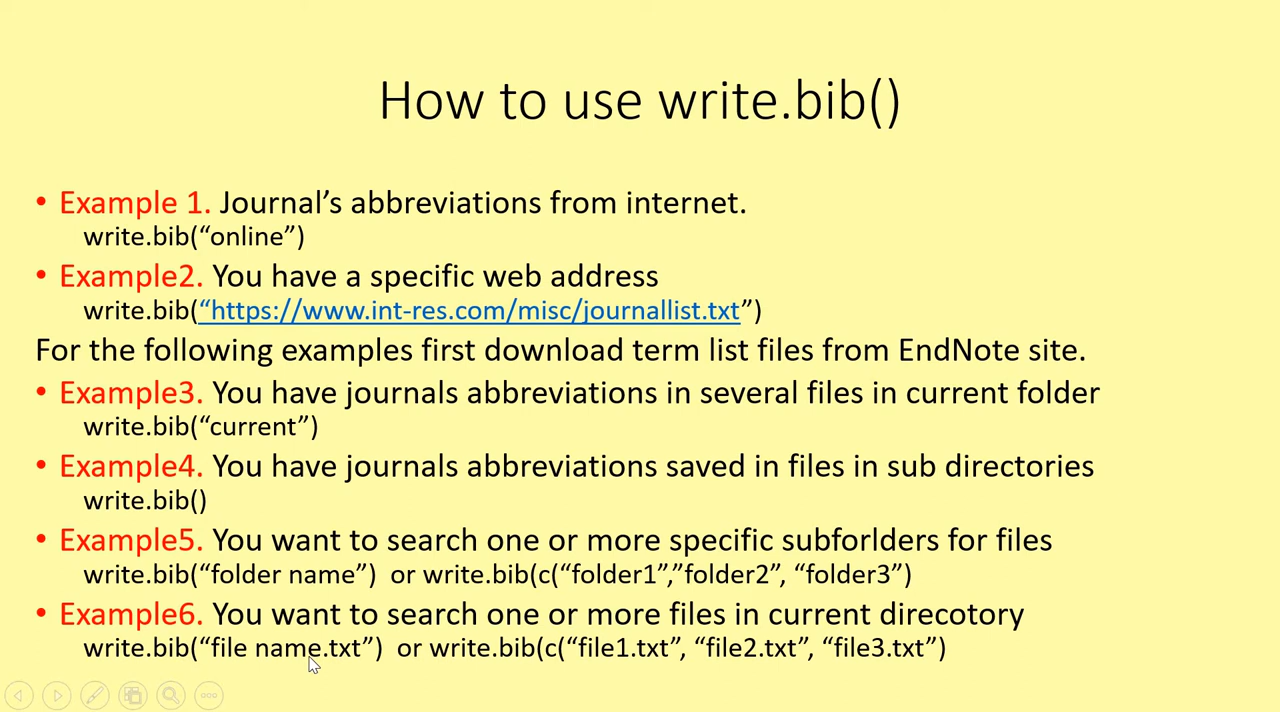 How to use write.bib()
• Example 1. Journal’s abbreviations from internet.
write.bib(“online”)
• Example2. You have a specific web address
write.bib(“https://www.int-res.com/misc/journallist.txt”)
For the following examples first download term list files from EndNote site.
• Example3. You have journals abbreviations in several files in current folder
write.bib(“current”)
• Example4. You have journals abbreviations saved in files in sub directories
write.bib()
• Example5. You want to search one or more specific subforlders for files
write.bib(“folder name”)  or write.bib(c(“folder1”,”folder2”, “folder3”)
• Example6. You want to search one or more files in current direcotory
write.bib(“file name.txt”)  or write.bib(c(“file1.txt”, “file2.txt”, “file3.txt”)